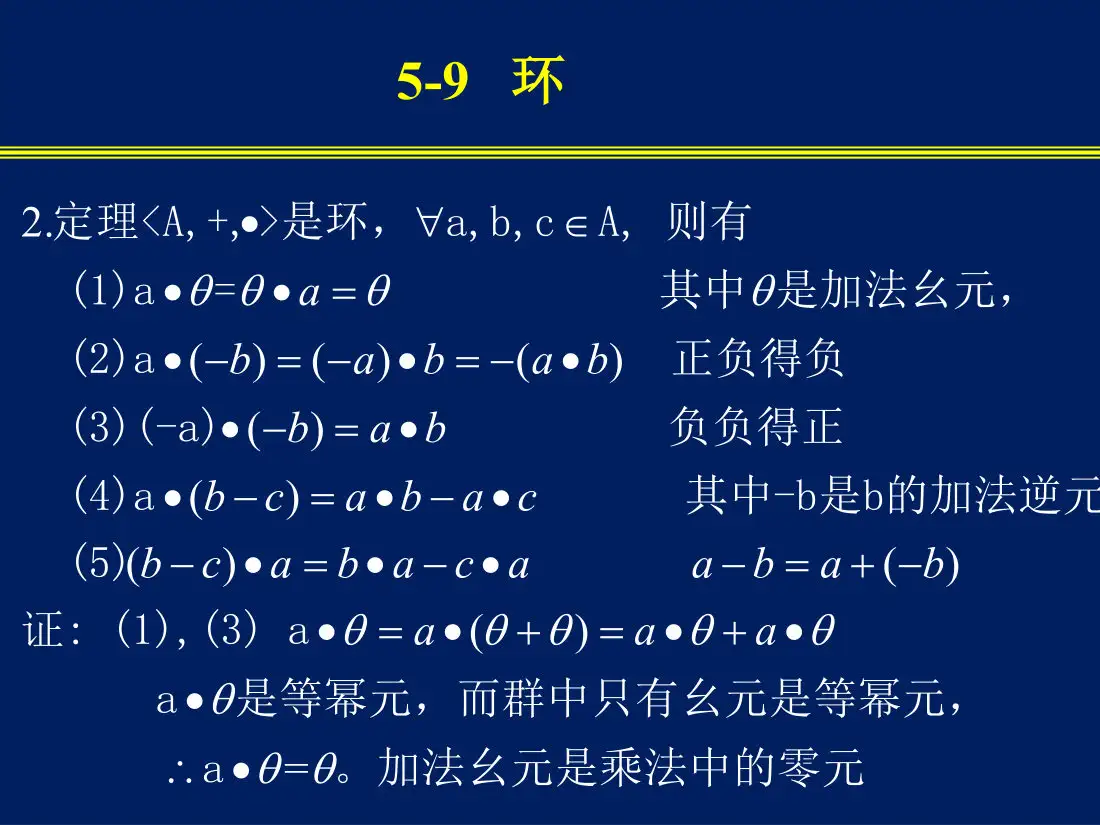 5-9 环
2.定理<A,+,•>是环，∀a,b,c∈A, 则有
(1)a•θ=θ•a=θ 其中θ是加法幺元，
(2)a•(−b)=(−a)•b=−(a•b) 正负得负
(3)(-a)•(−b)=a•b 负负得正
(4)a•(b−c)=a•b−a•c 其中-b是b的加法逆元
(5)(b−c)•a=b•a−c•a a−b=a+(−b)
证: (1),(3) a•θ=a•(θ+θ)=a•θ+a•θ
a•θ是等幂元，而群中只有幺元是等幂元，
∴a•θ=θ。加法幺元是乘法中的零元